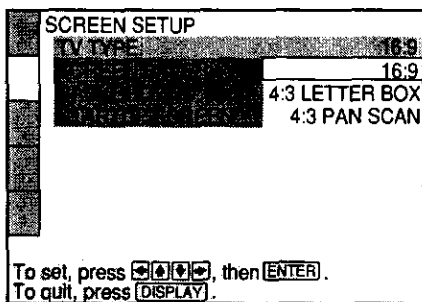 SCREEN SETUP
TV TYPE: 16:9
16:9
4:3 LETTER BOX
4:3 PAN SCAN
To set, press ←↑↓→, then ENTER.
To quit, press DISPLAY.